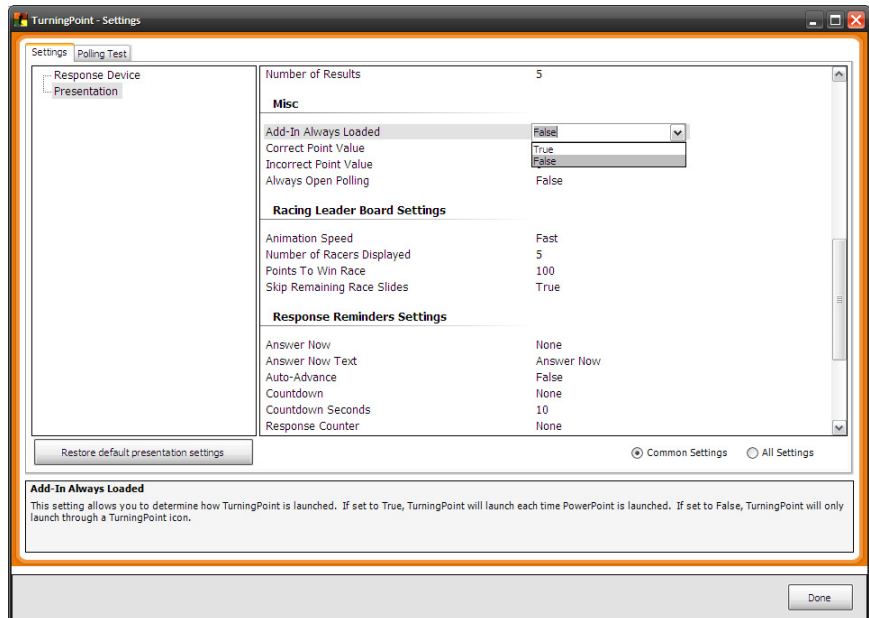 TurningPoint - Settings
Settings
Polling Test
Response Device
Presentation
Number of Results 5
Misc
Add-In Always Loaded False
Correct Point Value True
Incorrect Point Value False
Always Open Polling False
Racing Leader Board Settings
Animation Speed Fast
Number of Racers Displayed 5
Points To Win Race 100
Skip Remaining Race Slides True
Response Reminders Settings
Answer Now None
Answer Now Text Answer Now
Auto-Advance False
Countdown None
Countdown Seconds 10
Response Counter None
Restore default presentation settings
Common Settings
All Settings
Add-In Always Loaded
This setting allows you to determine how TurningPoint is launched. If set to True, TurningPoint will launch each time PowerPoint is launched. If set to False, TurningPoint will only
launch through a TurningPoint icon.
Done